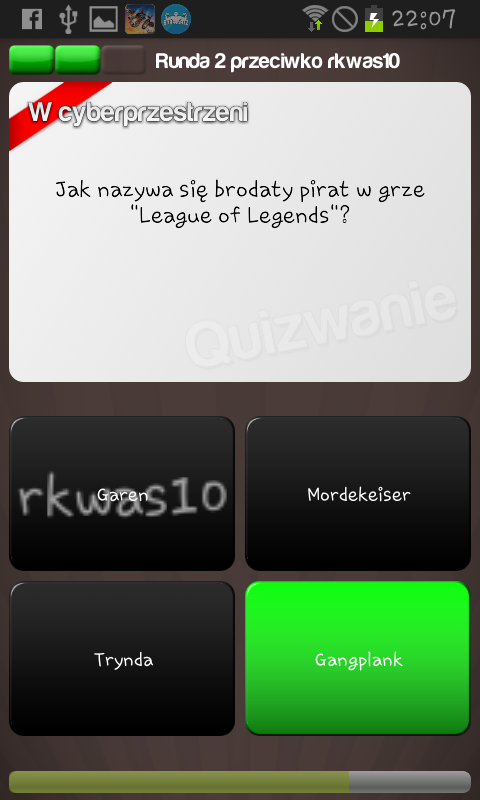 22:07
Runda 2 przeciwko rkwas10
W cyberprzestrzeni
Jak nazywa się brodaty pirat w grze
"League of Legends"?
Quizwanie
Garen
rkwas10
Mordekeiser
Trynda
Gangplank